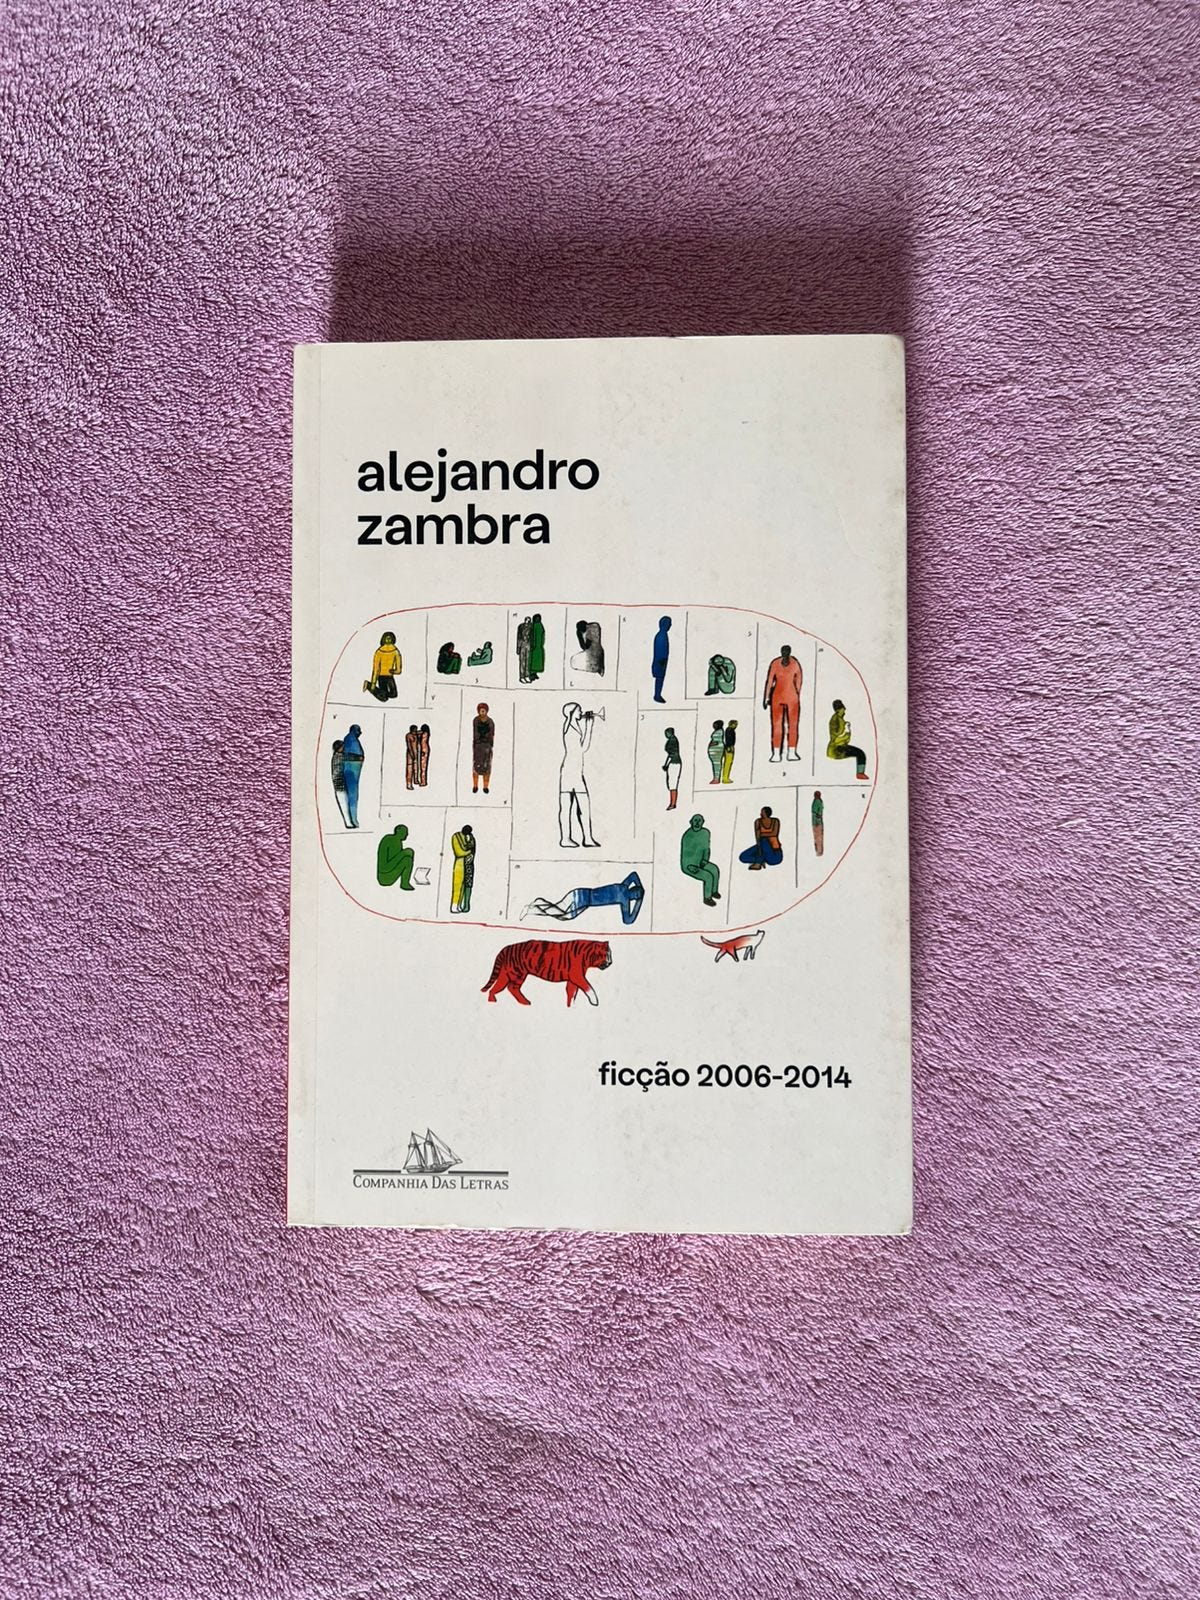 alejandro
zambra
ficção 2006-2014
COMPANHIA DAS LETRAS